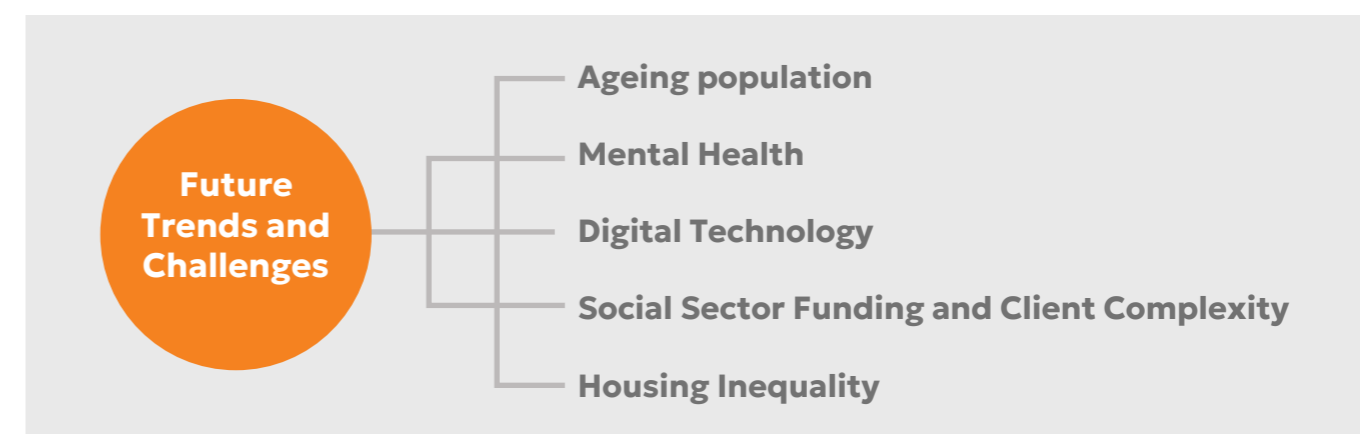 Future
Trends and
Challenges
Ageing population
Mental Health
Digital Technology
Social Sector Funding and Client Complexity
Housing Inequality